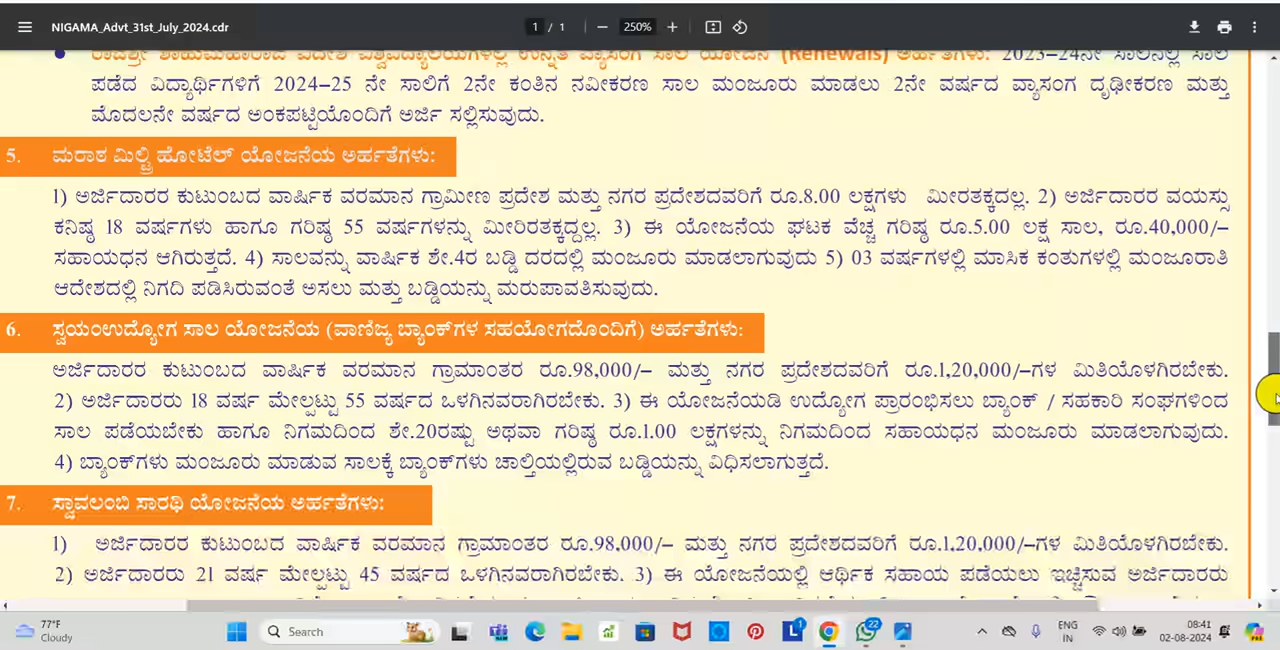 NIGAMA_Advt_31st_July_2024.cdr
1 / 1
250%
(Renewals) ಅರ್ಹತೆಗಳು: 2023–24ನೇ ಸಾಲಿನಲ್ಲಿ ಸಾಲ
ಪಡೆದ ವಿದ್ಯಾರ್ಥಿಗಳಿಗೆ 2024–25 ನೇ ಸಾಲಿಗೆ 2ನೇ ಕಂತಿನ ನವೀಕರಣ ಸಾಲ ಮಂಜೂರು ಮಾಡಲು 2ನೇ ವರ್ಷದ ವ್ಯಾಸಂಗ ದೃಢೀಕರಣ ಮತ್ತು
ಮೊದಲನೇ ವರ್ಷದ ಅಂಕಪಟ್ಟಿಯೊಂದಿಗೆ ಅರ್ಜಿ ಸಲ್ಲಿಸುವುದು.
5. ಮರಾಠ ಮಿಲ್ಟ್ರಿ ಹೋಟೆಲ್ ಯೋಜನೆಯ ಅರ್ಹತೆಗಳು:
1) ಅರ್ಜಿದಾರರ ಕುಟುಂಬದ ವಾರ್ಷಿಕ ವರಮಾನ ಗ್ರಾಮೀಣ ಪ್ರದೇಶ ಮತ್ತು ನಗರ ಪ್ರದೇಶದವರಿಗೆ ರೂ.8.00 ಲಕ್ಷಗಳು ಮೀರತಕ್ಕದಲ್ಲ. 2) ಅರ್ಜಿದಾರರ ವಯಸ್ಸು
ಕನಿಷ್ಠ 18 ವರ್ಷಗಳು ಹಾಗೂ ಗರಿಷ್ಠ 55 ವರ್ಷಗಳನ್ನು ಮೀರಿರತಕ್ಕದ್ದಲ್ಲ. 3) ಈ ಯೋಜನೆಯ ಘಟಕ ವೆಚ್ಚ ಗರಿಷ್ಠ ರೂ.5.00 ಲಕ್ಷ ಸಾಲ, ರೂ.40,000/–
ಸಹಾಯಧನ ಆಗಿರುತ್ತದೆ. 4) ಸಾಲವನ್ನು ವಾರ್ಷಿಕ ಶೇ.4ರ ಬಡ್ಡಿ ದರದಲ್ಲಿ ಮಂಜೂರು ಮಾಡಲಾಗುವುದು 5) 03 ವರ್ಷಗಳಲ್ಲಿ ಮಾಸಿಕ ಕಂತುಗಳಲ್ಲಿ ಮಂಜೂರಾತಿ
ಆದೇಶದಲ್ಲಿ ನಿಗದಿ ಪಡಿಸಿರುವಂತೆ ಅಸಲು ಮತ್ತು ಬಡ್ಡಿಯನ್ನು ಮರುಪಾವತಿಸುವುದು.
6. ಸ್ವಯಂಉದ್ಯೋಗ ಸಾಲ ಯೋಜನೆಯ (ವಾಣಿಜ್ಯ ಬ್ಯಾಂಕ್‌ಗಳ ಸಹಯೋಗದೊಂದಿಗೆ) ಅರ್ಹತೆಗಳು:
ಅರ್ಜಿದಾರರ ಕುಟುಂಬದ ವಾರ್ಷಿಕ ವರಮಾನ ಗ್ರಾಮಾಂತರ ರೂ.98,000/– ಮತ್ತು ನಗರ ಪ್ರದೇಶದವರಿಗೆ ರೂ.1,20,000/–ಗಳ ಮಿತಿಯೊಳಗಿರಬೇಕು.
2) ಅರ್ಜಿದಾರರು 18 ವರ್ಷ ಮೇಲ್ಪಟ್ಟು 55 ವರ್ಷದ ಒಳಗಿನವರಾಗಿರಬೇಕು. 3) ಈ ಯೋಜನೆಯಡಿ ಉದ್ಯೋಗ ಪ್ರಾರಂಭಿಸಲು ಬ್ಯಾಂಕ್ / ಸಹಕಾರಿ ಸಂಘಗಳಿಂದ
ಸಾಲ ಪಡೆಯಬೇಕು ಹಾಗೂ ನಿಗಮದಿಂದ ಶೇ.20ರಷ್ಟು ಅಥವಾ ಗರಿಷ್ಠ ರೂ.1.00 ಲಕ್ಷಗಳನ್ನು ನಿಗಮದಿಂದ ಸಹಾಯಧನ ಮಂಜೂರು ಮಾಡಲಾಗುವುದು.
4) ಬ್ಯಾಂಕ್‌ಗಳು ಮಂಜೂರು ಮಾಡುವ ಸಾಲಕ್ಕೆ ಬ್ಯಾಂಕ್‌ಗಳು ಚಾಲ್ತಿಯಲ್ಲಿರುವ ಬಡ್ಡಿಯನ್ನು ವಿಧಿಸಲಾಗುತ್ತದೆ.
7. ಸ್ವಾವಲಂಬಿ ಸಾರಥಿ ಯೋಜನೆಯ ಅರ್ಹತೆಗಳು:
1) ಅರ್ಜಿದಾರರ ಕುಟುಂಬದ ವಾರ್ಷಿಕ ವರಮಾನ ಗ್ರಾಮಾಂತರ ರೂ.98,000/– ಮತ್ತು ನಗರ ಪ್ರದೇಶದವರಿಗೆ ರೂ.1,20,000/–ಗಳ ಮಿತಿಯೊಳಗಿರಬೇಕು.
2) ಅರ್ಜಿದಾರರು 21 ವರ್ಷ ಮೇಲ್ಪಟ್ಟು 45 ವರ್ಷದ ಒಳಗಿನವರಾಗಿರಬೇಕು. 3) ಈ ಯೋಜನೆಯಲ್ಲಿ ಆರ್ಥಿಕ ಸಹಾಯ ಪಡೆಯಲು ಇಚ್ಛಿಸುವ ಅರ್ಜಿದಾರರು
77°F
Cloudy
Search
1
22
ENG
IN
08:41
02-08-2024